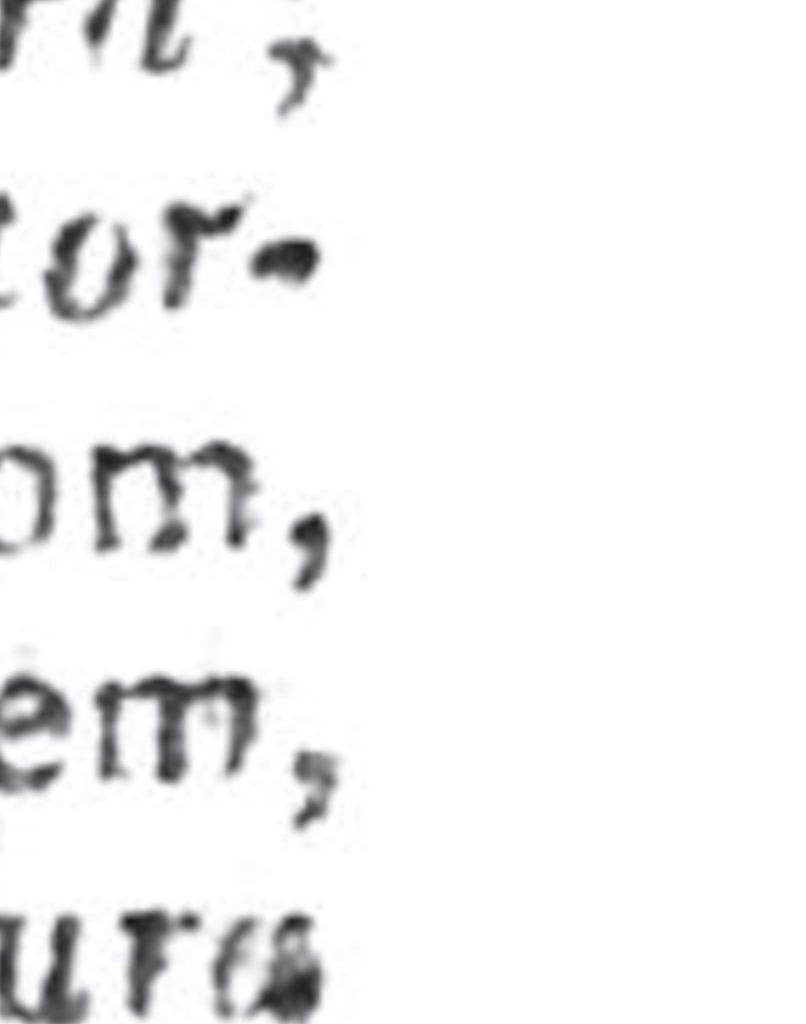 n,
tor-
om,
em,
ura